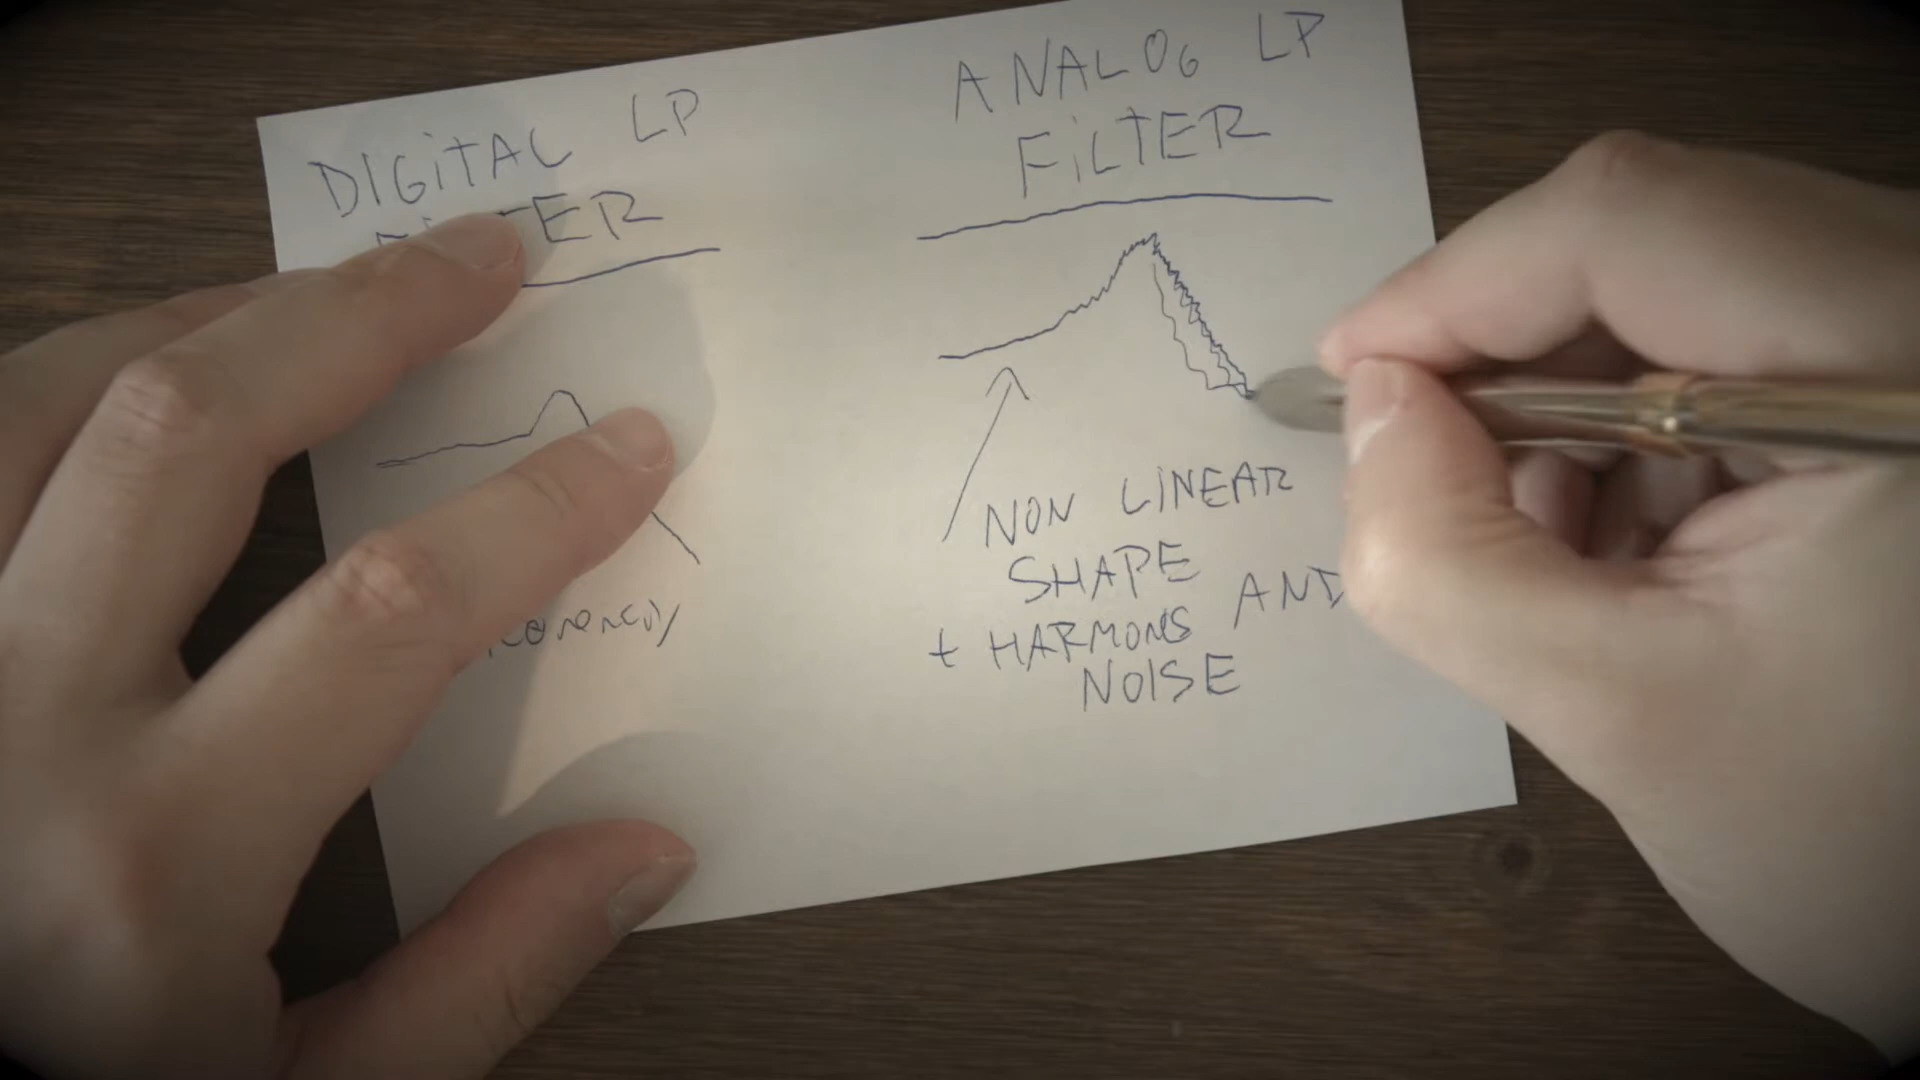 DIGITAL LP
ANALOG LP
FILTER
NON LINEAR
SHAPE
+ HARMONS AND
NOISE